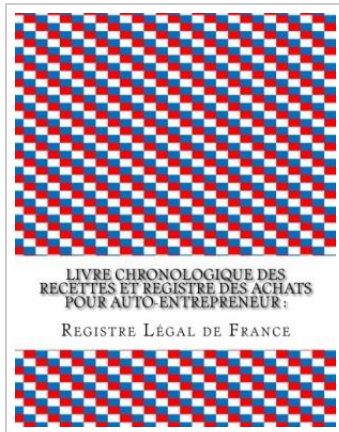 LIVRE CHRONOLOGIQUE DES
RECETTES ET REGISTRE DES ACHATS
POUR AUTO-ENTREPRENEUR :
REGISTRE LÉGAL DE FRANCE